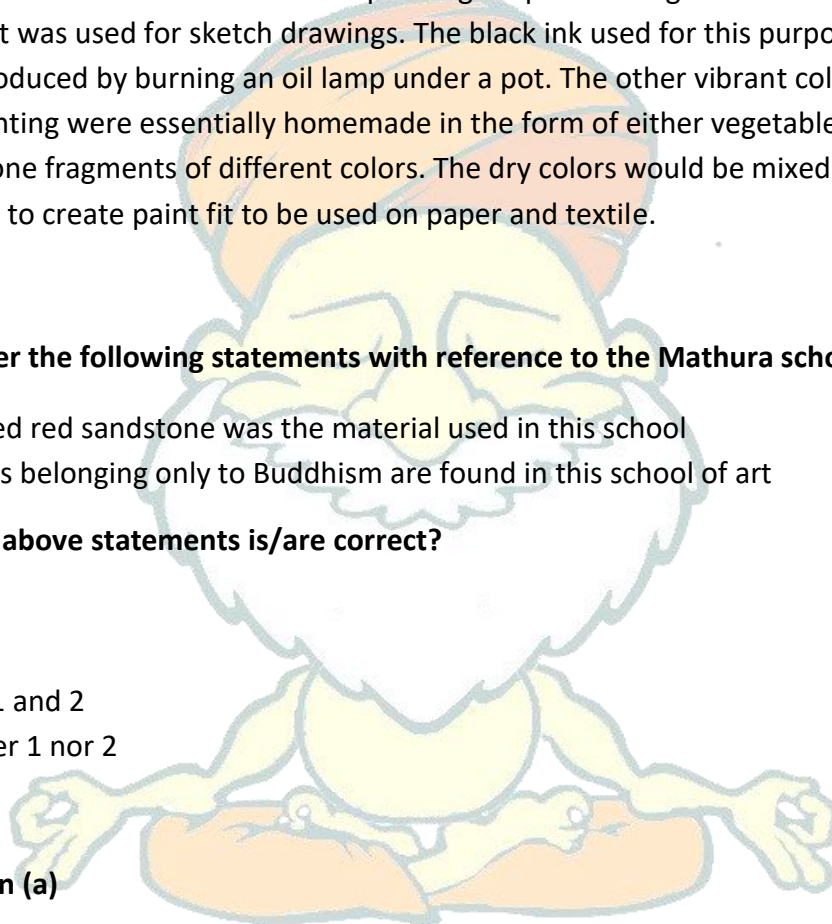 t was used for sketch drawings. The black ink used for this purpo
oduced by burning an oil lamp under a pot. The other vibrant col
nting were essentially homemade in the form of either vegetable
one fragments of different colors. The dry colors would be mixed
to create paint fit to be used on paper and textile.
er the following statements with reference to the Mathura scho
ed red sandstone was the material used in this school
s belonging only to Buddhism are found in this school of art
above statements is/are correct?
1 and 2
er 1 nor 2
n (a)